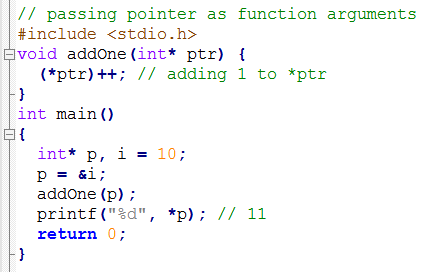 // passing pointer as function arguments
#include <stdio.h>
void addOne(int* ptr) {
  (*ptr)++; // adding 1 to *ptr
}
int main()
{
  int* p, i = 10;
  p = &i;
  addOne(p);
  printf("%d", *p); // 11
  return 0;
}